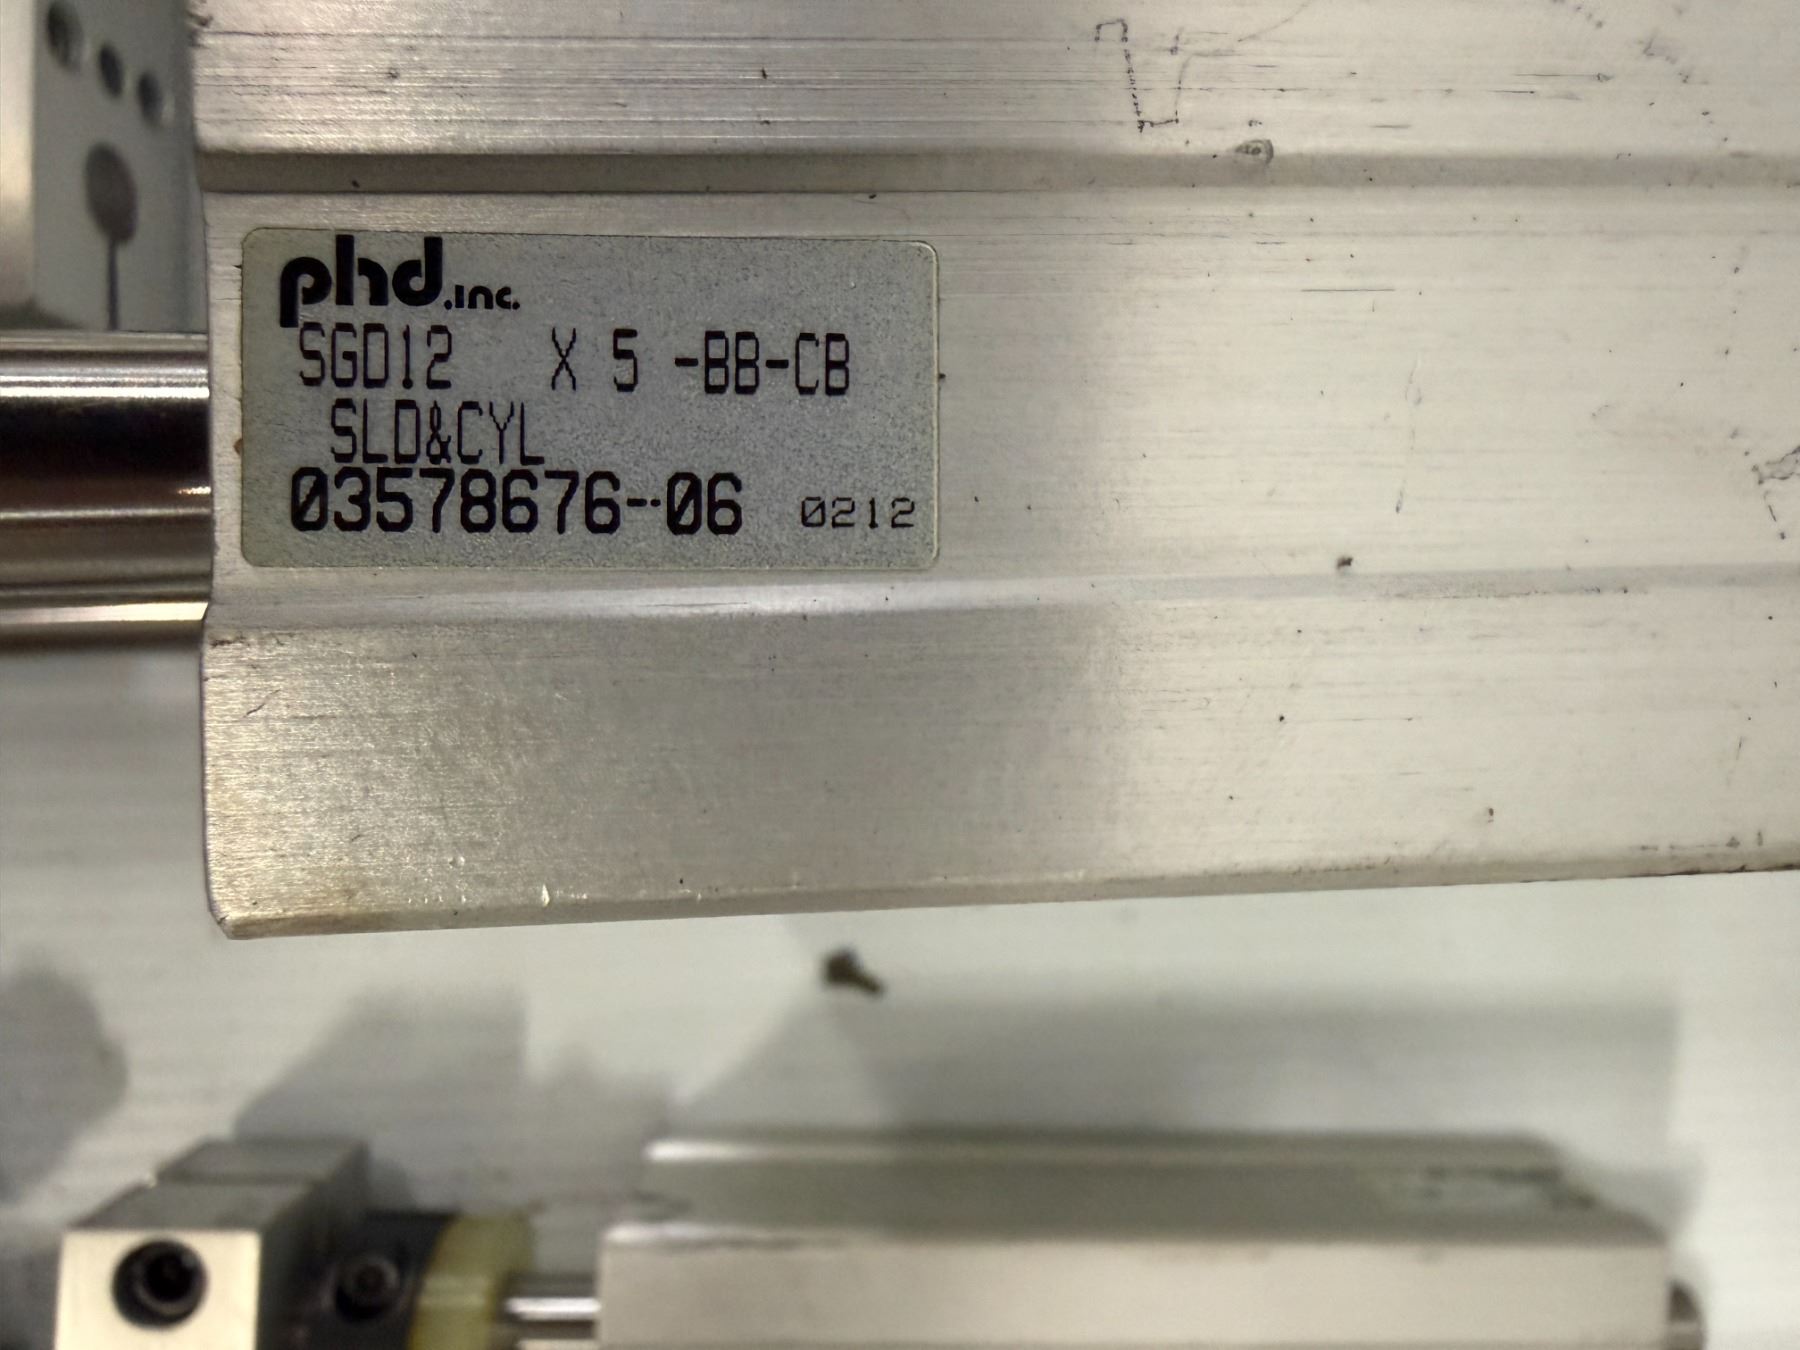 phd.inc.
SGD12 X 5 -BB-CB
SLD&CYL
03578676-06 0212